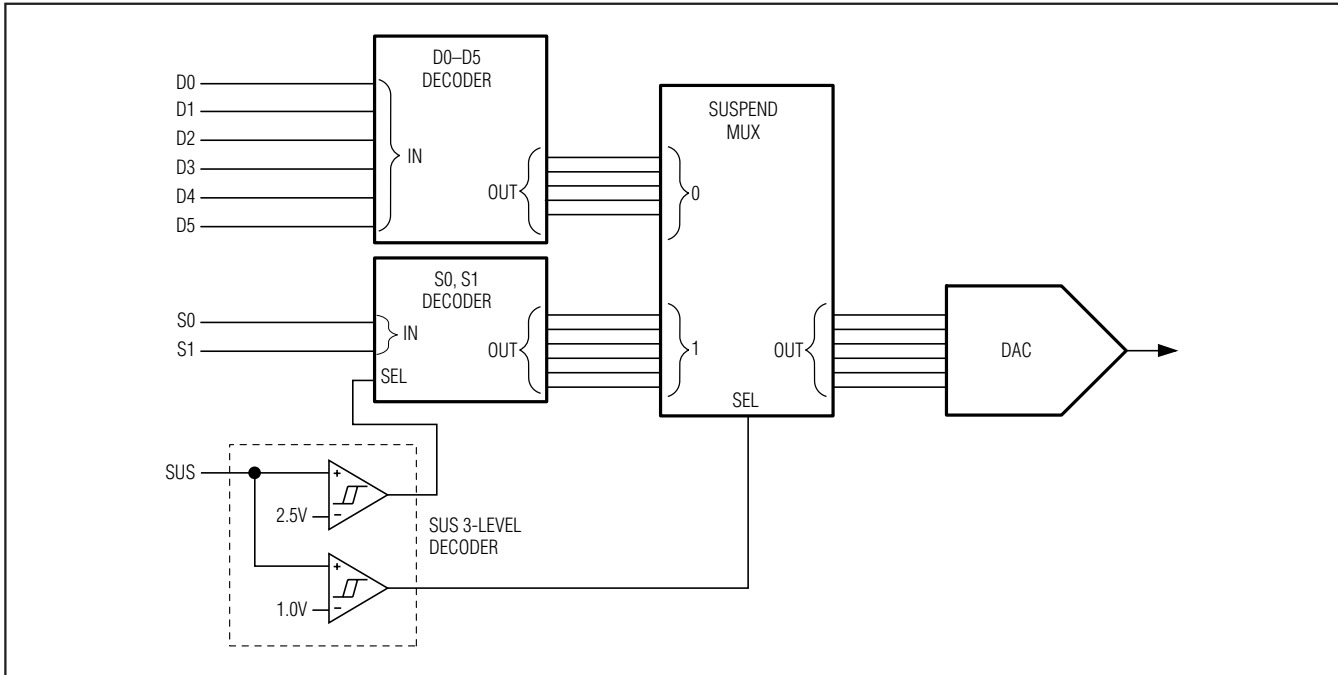 D0–D5
DECODER
D0
D1
D2
D3
D4
D5
IN
OUT
SUSPEND
MUX
0
S0, S1
DECODER
S0
S1
IN
OUT
SEL
1
OUT
SEL
DAC
SUS
+
2.5V
−
SUS 3-LEVEL
DECODER
+
1.0V
−